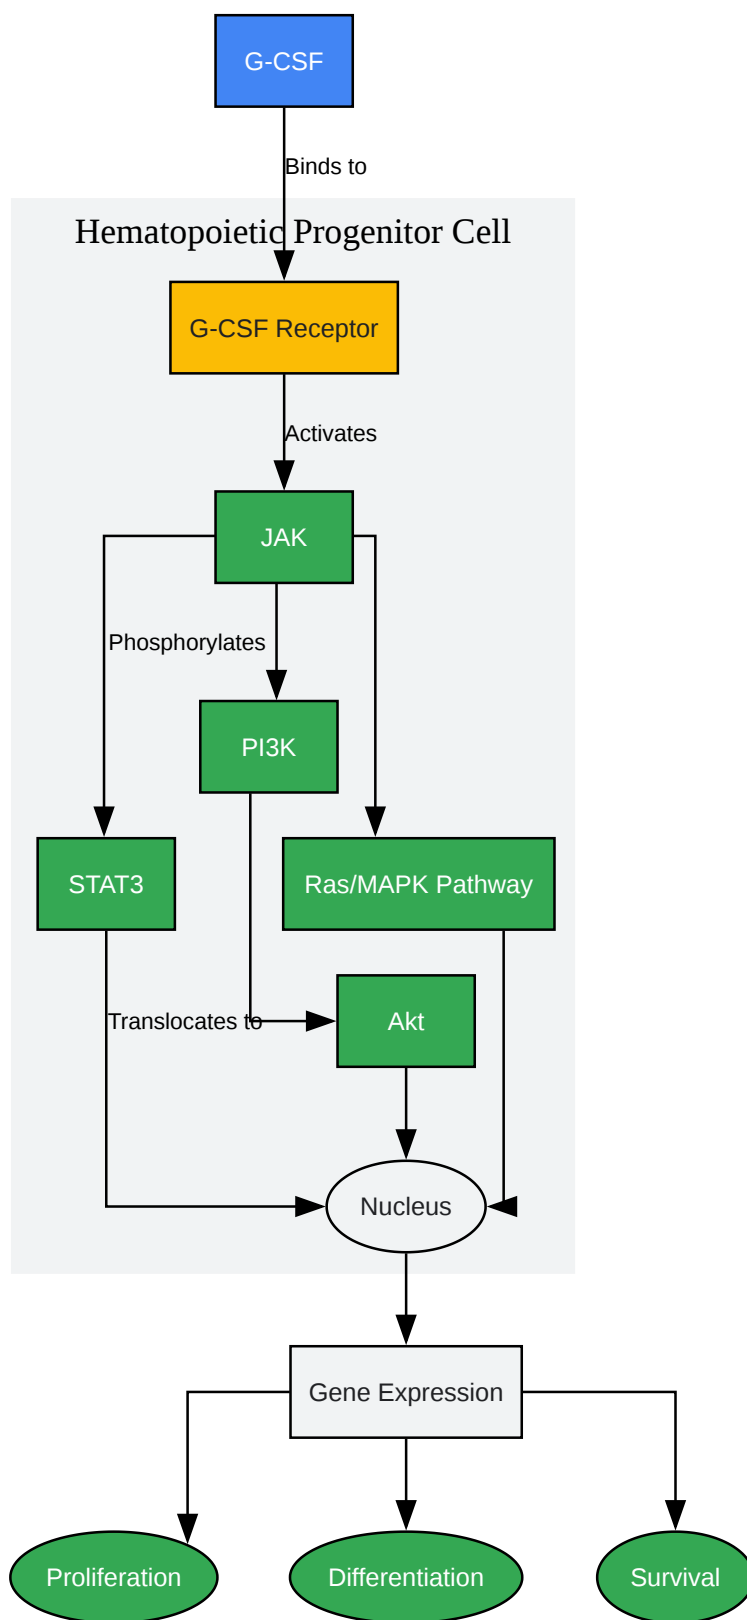 G-CSF
Binds to
Hematopoietic Progenitor Cell
G-CSF Receptor
Activates
JAK
Phosphorylates
PI3K
STAT3
Ras/MAPK Pathway
Translocates to
Akt
Nucleus
Gene Expression
Proliferation
Differentiation
Survival